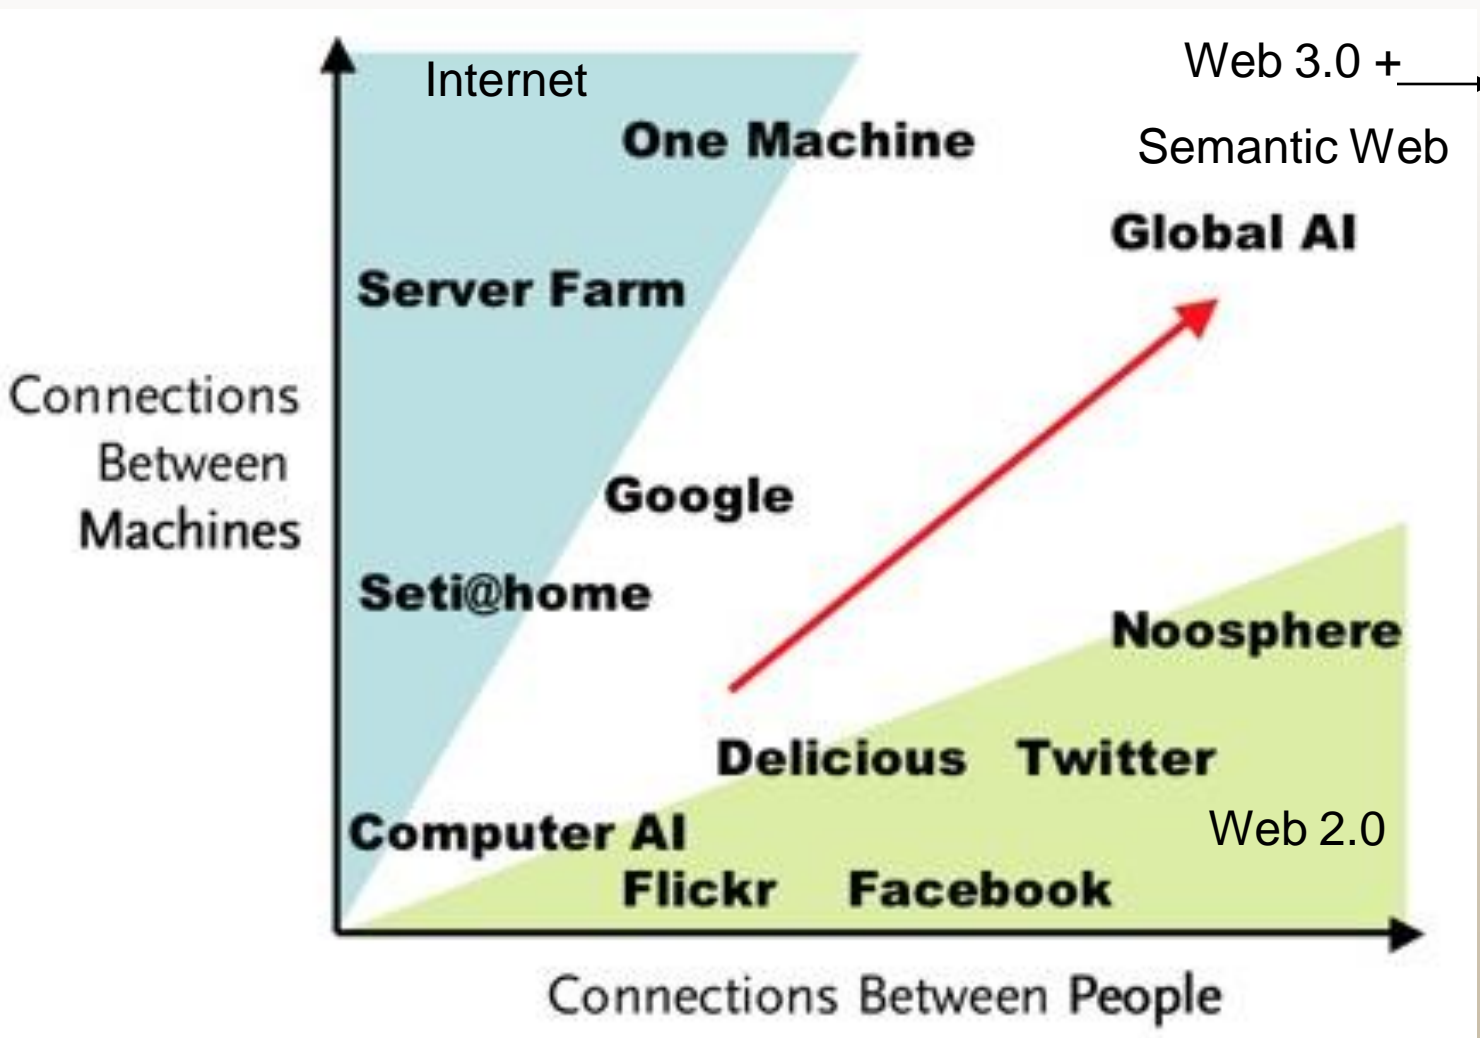 Internet
Web 3.0 +
One Machine
Semantic Web
Global AI
Server Farm
Connections
Between
Machines
Google
Seti@home
Noosphere
Delicious Twitter
Computer AI
Web 2.0
Flickr Facebook
Connections Between People